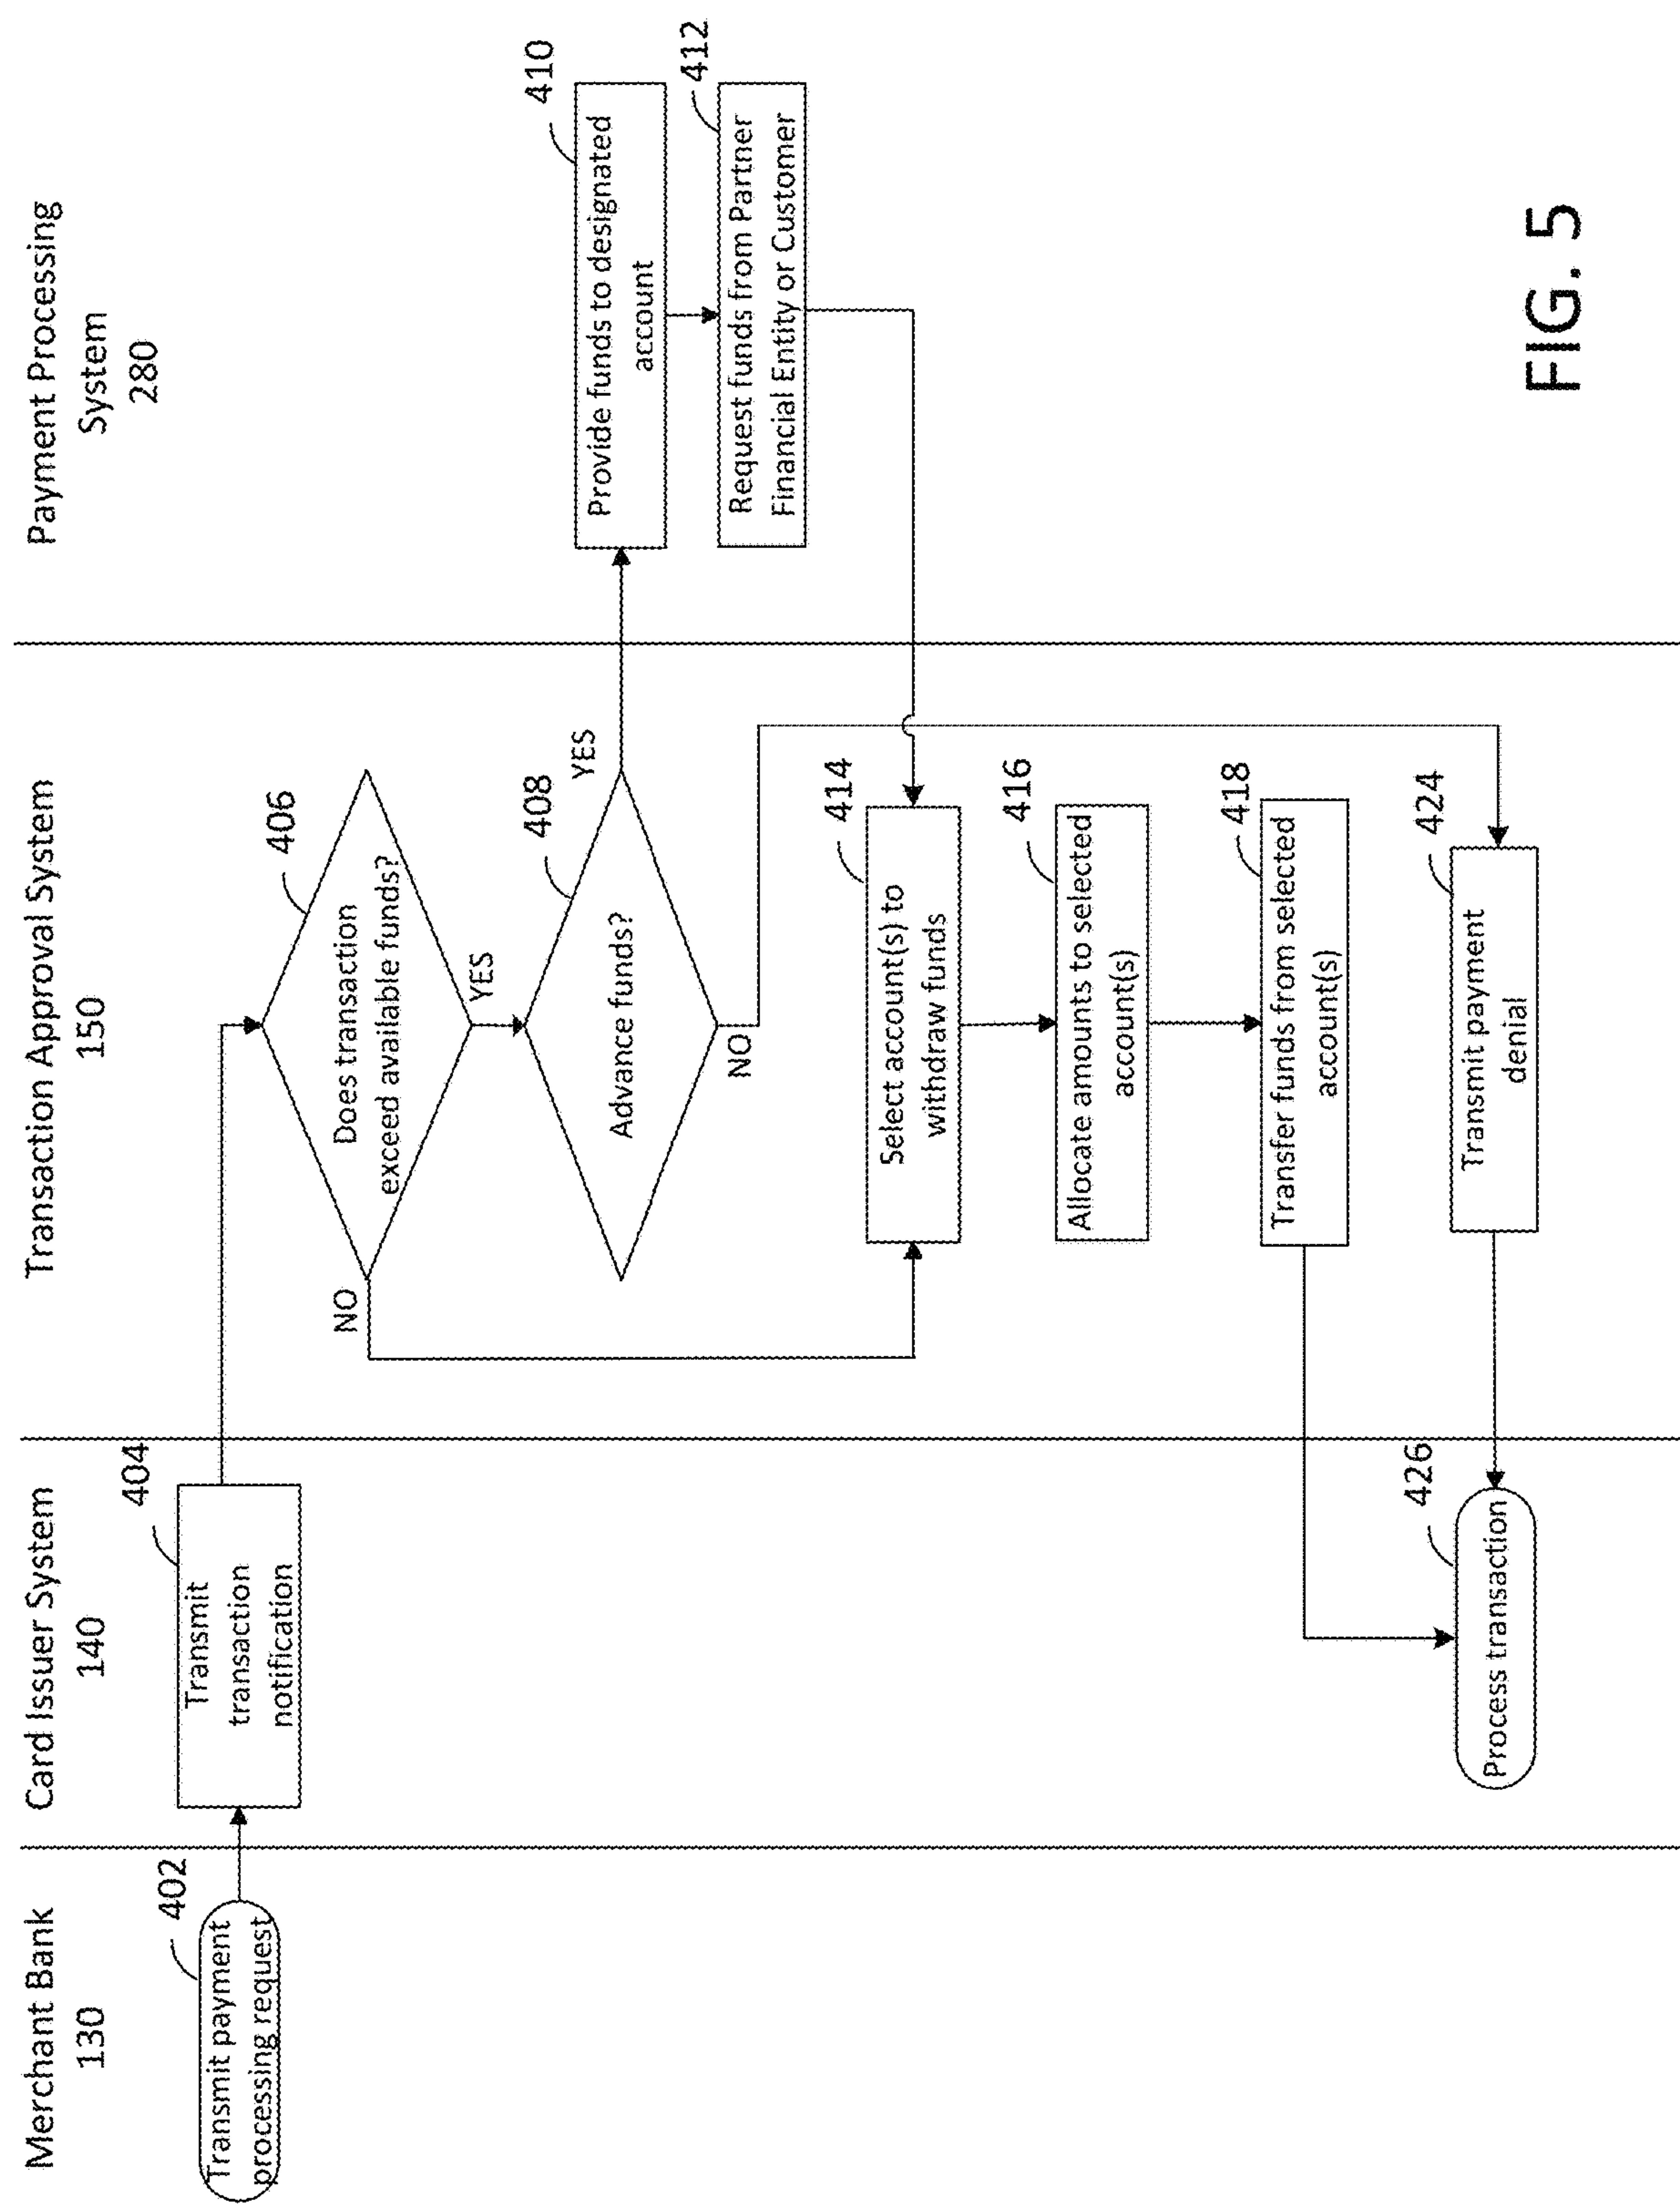 Merchant Bank
130
Card Issuer System
140
Transaction Approval System
150
Payment Processing
System
280
402
Transmit payment
processing request
404
Transmit
transaction
notification
406
Does transaction
exceed available funds?
NO
YES
408
Advance funds?
YES
NO
410
Provide funds to designated
account
412
Request funds from Partner
Financial Entity or Customer
414
Select account(s) to
withdraw funds
416
Allocate amounts to selected
account(s)
418
Transfer funds from selected
account(s)
424
Transmit payment
denial
426
Process transaction
FIG. 5